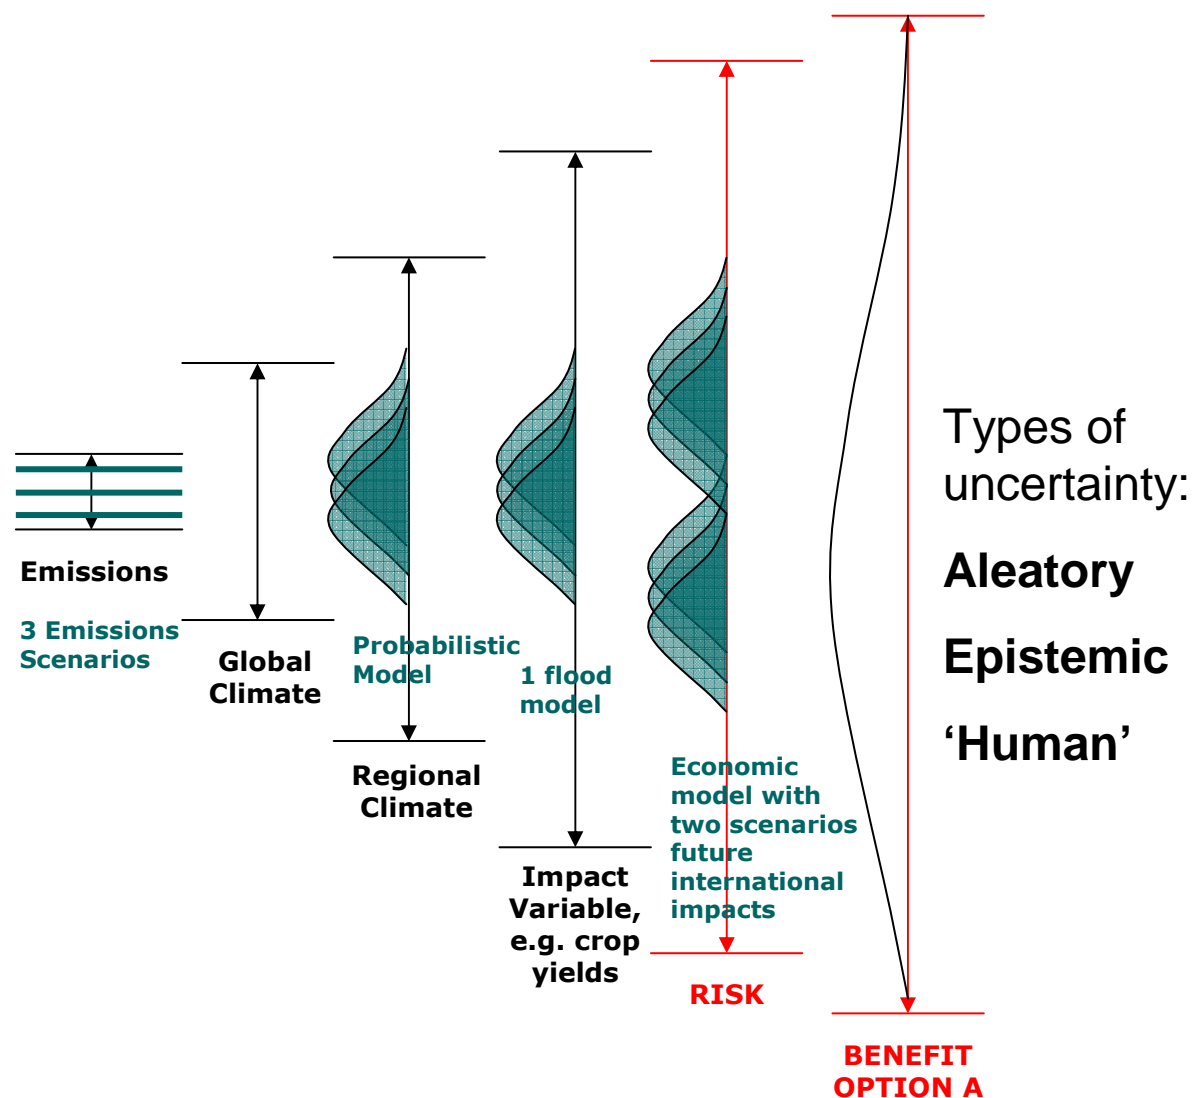 Emissions
3 Emissions
Scenarios
Global
Climate
Probabilistic
Model
Regional
Climate
1 flood
model
Impact
Variable,
e.g. crop
yields
Economic
model with
two scenarios
future
international
impacts
RISK
BENEFIT
OPTION A
Types of
uncertainty:
Aleatory
Epistemic
‘Human’